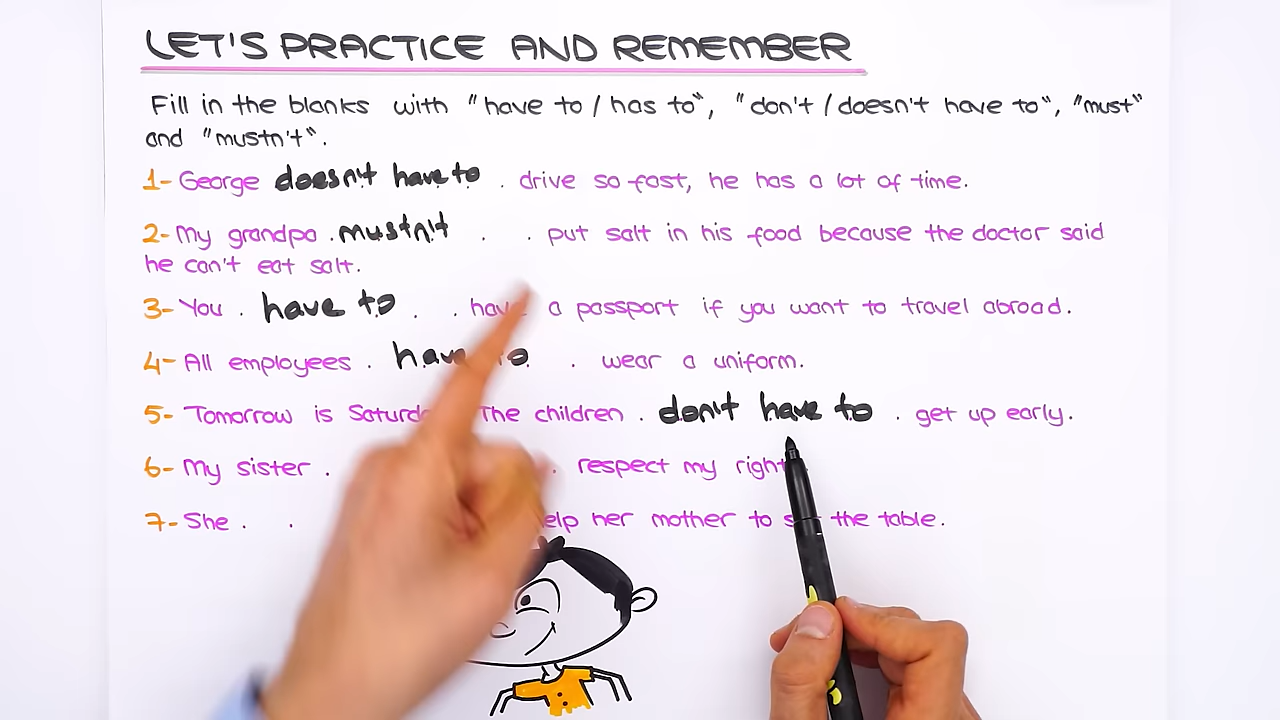 LET'S PRACTICE AND REMEMBER
Fill in the blanks with "have to / has to", "don't / doesn't have to", "must"
and "mustn't".
1- George doesn't have to . drive so fast, he has a lot of time.
2- My grandpa . mustn't . . put salt in his food because the doctor said
he can't eat salt.
3- You . have to . . have a passport if you want to travel abroad.
4- All employees . have to . wear a uniform.
5- Tomorrow is Saturday. The children . don't have to . get up early.
6- My sister . . respect my
7- She . . her mother to the table.